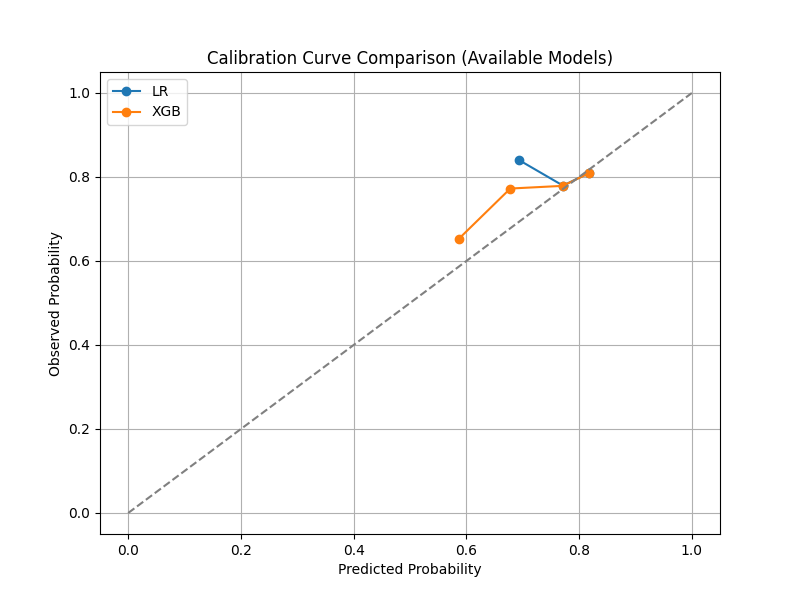 Calibration Curve Comparison (Available Models)
LR
XGB
1.0
0.8
0.6
0.4
0.2
0.0
Observed Probability
0.0 0.2 0.4 0.6 0.8 1.0
Predicted Probability